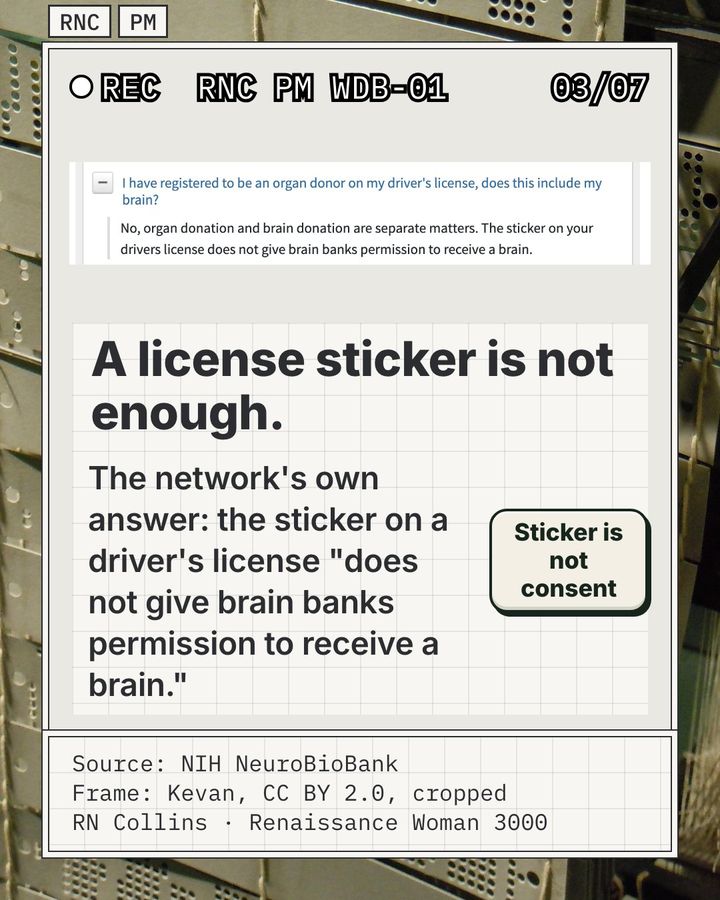 RNC PM
REC RNC PM WDB-01 03/07
I have registered to be an organ donor on my driver's license, does this include my
brain?
No, organ donation and brain donation are separate matters. The sticker on your
drivers license does not give brain banks permission to receive a brain.
A license sticker is not
enough.
The network's own
answer: the sticker on a
driver's license "does
not give brain banks
permission to receive a
brain."
Sticker is
not
consent
Source: NIH NeuroBioBank
Frame: Kevan, CC BY 2.0, cropped
RN Collins · Renaissance Woman 3000